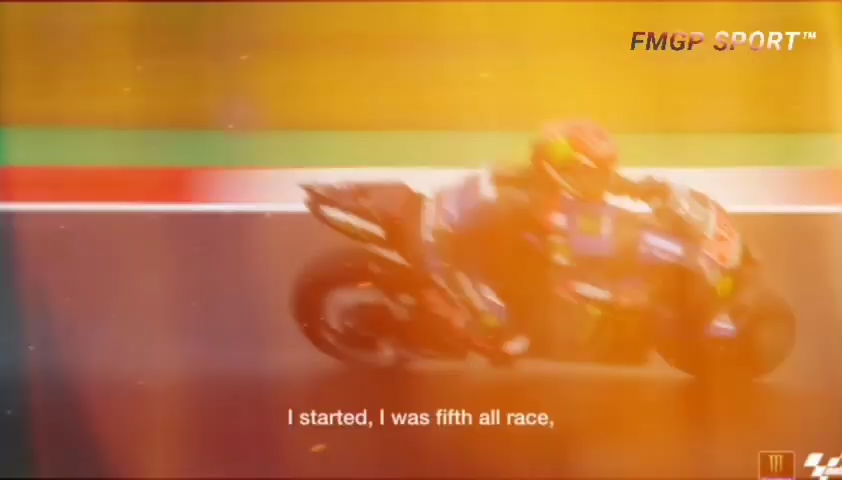 FMGP SPORT™
I started, I was fifth all race,